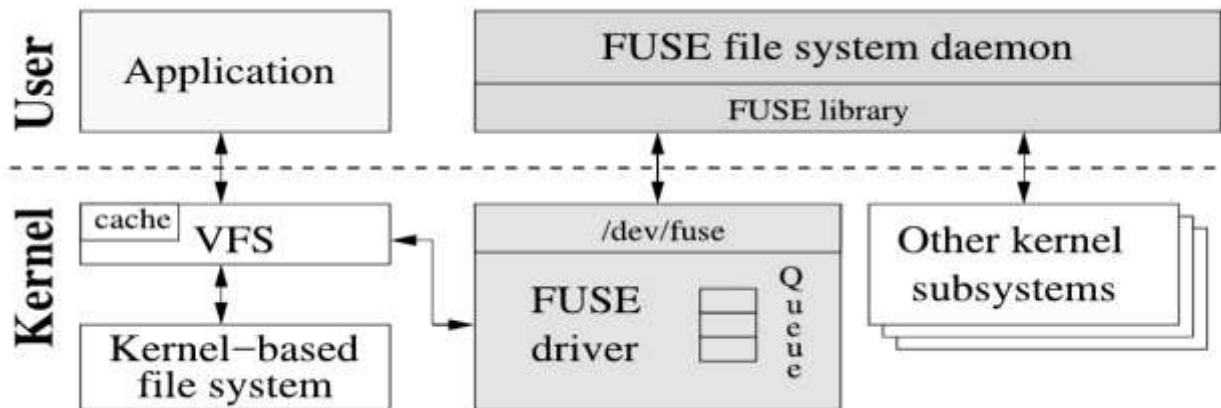 User
Application
FUSE file system daemon
FUSE library
Kernel
cache
VFS
Kernel−based
file system
/dev/fuse
FUSE
driver
Queue
Other kernel
subsystems